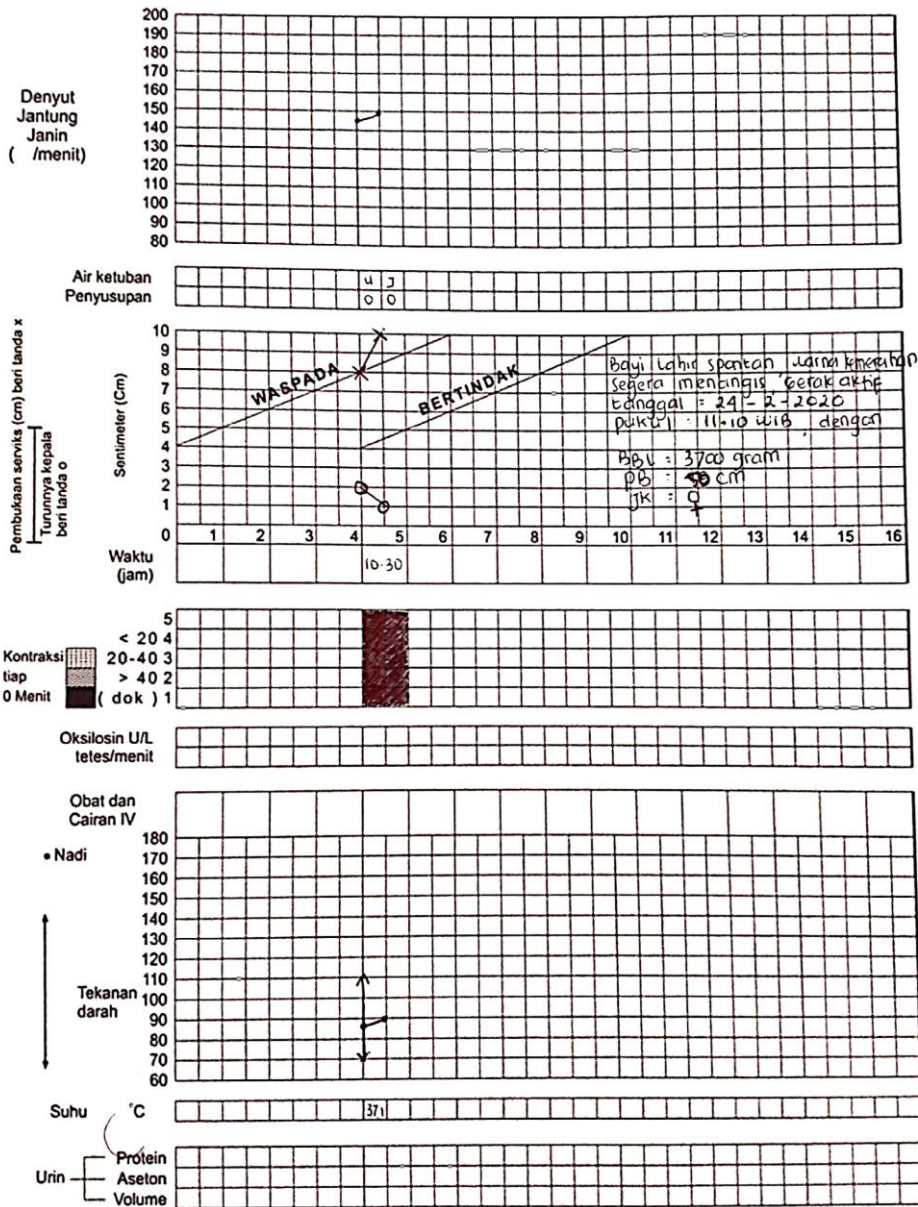 200
190
180
170
160
150
140
130
120
110
100
90
80
Denyut
Jantung
Janin
( /menit)
Air ketuban
Penyusupan
u J
0 0
Pembukaan serviks (cm) beri tanda x
Turunnya kepala
beri tanda o
Sentimeter (Cm)
10
9
8
7
6
5
4
3
2
1
0
WASPADA
BERTINDAK
Bayi Lahir spontan, warna kemerahan
segera menangis gerak aktif
tanggal : 24-2-2020
pukul : 11.10 WIB, dengan
BBL : 3700 gram
PB : 50 cm
JK : ♀
1 2 3 4 5 6 7 8 9 10 11 12 13 14 15 16
Waktu
(jam)
10.30
Kontraksi
tiap
0 Menit
5
< 20 4
20-40 3
> 40 2
( dok ) 1
Oksilosin U/L
tetes/menit
Obat dan
Cairan IV
• Nadi
Tekanan
darah
180
170
160
150
140
130
120
110
100
90
80
70
60
Suhu °C
371
Urin
Protein
Aseton
Volume